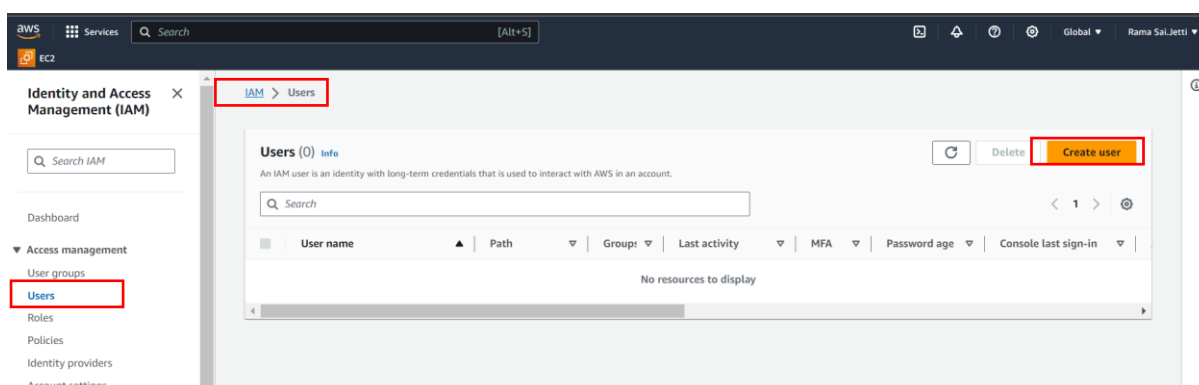 aws Services Search [Alt+S] Global Rama Sai.Jetti
EC2
Identity and Access
Management (IAM)
Search IAM
Dashboard
Access management
User groups
Users
Roles
Policies
Identity providers
Account settings
IAM > Users
Users (0) Info Delete Create user
An IAM user is an identity with long-term credentials that is used to interact with AWS in an account.
Search < 1 >
User name Path Group: Last activity MFA Password age Console last sign-in
No resources to display